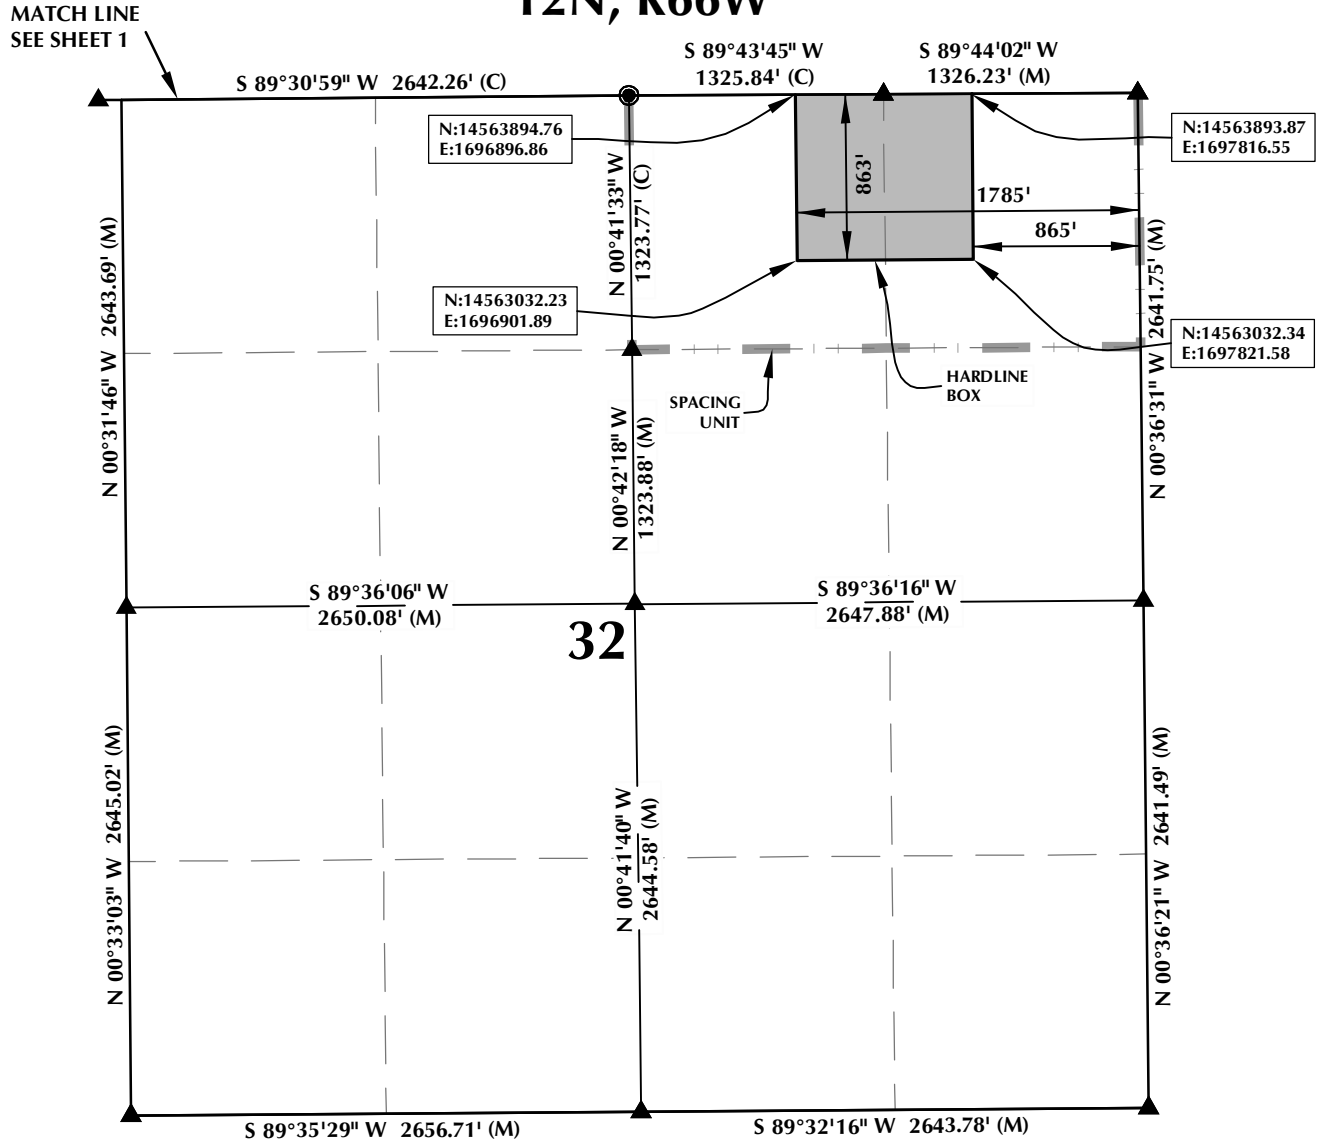 12N, R66W
MATCH LINE
SEE SHEET 1
S 89°30'59" W 2642.26' (C)
S 89°43'45" W
1325.84' (C)
S 89°44'02" W
1326.23' (M)
N:14563894.76
E:1696896.86
N:14563893.87
E:1697816.55
N 00°41'33" W
1323.77' (C)
863'
1785'
865'
N 00°31'46" W 2643.69' (M)
N:14563032.23
E:1696901.89
N:14563032.34
E:1697821.58
N 00°36'31" W 2641.75' (M)
HARDLINE
BOX
SPACING
UNIT
N 00°42'18" W
1323.88' (M)
S 89°36'06" W
2650.08' (M)
S 89°36'16" W
2647.88' (M)
32
N 00°33'03" W 2645.02' (M)
N 00°41'40" W
2644.58' (M)
N 00°36'21" W 2641.49' (M)
S 89°35'29" W 2656.71' (M)
S 89°32'16" W 2643.78' (M)